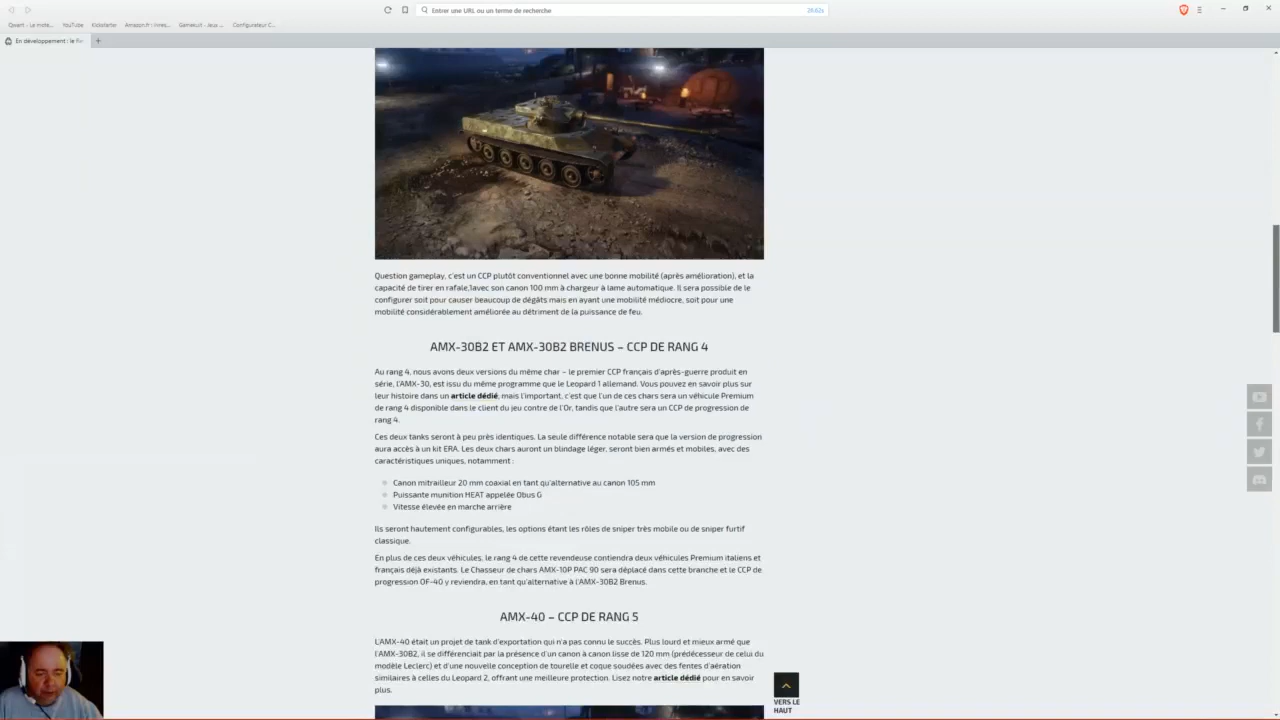 Entrer une URL ou un terme de recherche
20.62s
Qwant - Le mote...
YouTube
Kickstarter
Amazon.fr : livres...
Gamekult - Jeux ...
Configurateur C...
En développement : le fi
Question gameplay, c'est un CCP plutôt conventionnel avec une bonne mobilité (après amélioration), et la
capacité de tirer en rafale,1avec son canon 100 mm à chargeur à lame automatique. Il sera possible de le
configurer soit pour causer beaucoup de dégâts mais en ayant une mobilité médiocre, soit pour une
mobilité considérablement améliorée au détriment de la puissance de feu.
AMX-30B2 ET AMX-30B2 BRENUS – CCP DE RANG 4
Au rang 4, nous avons deux versions du même char – le premier CCP français d'après-guerre produit en
série, l'AMX-30, est issu du même programme que le Leopard 1 allemand. Vous pouvez en savoir plus sur
leur histoire dans un article dédié, mais l'important, c'est que l'un de ces chars sera un véhicule Premium
de rang 4 disponible dans le client du jeu contre de l'Or, tandis que l'autre sera un CCP de progression de
rang 4.
Ces deux tanks seront à peu près identiques. La seule différence notable sera que la version de progression
aura accès à un kit ERA. Les deux chars auront un blindage léger, seront bien armés et mobiles, avec des
caractéristiques uniques, notamment :
Canon mitrailleur 20 mm coaxial en tant qu'alternative au canon 105 mm
Puissante munition HEAT appelée Obus G
Vitesse élevée en marche arrière
Ils seront hautement configurables, les options étant les rôles de sniper très mobile ou de sniper furtif
classique.
En plus de ces deux véhicules, le rang 4 de cette revendeuse contiendra deux véhicules Premium italiens et
français déjà existants. Le Chasseur de chars AMX-10P PAC 90 sera déplacé dans cette branche et le CCP de
progression OF-40 y reviendra, en tant qu'alternative à l'AMX-30B2 Brenus.
AMX-40 – CCP DE RANG 5
L'AMX-40 était un projet de tank d'exportation qui n'a pas connu le succès. Plus lourd et mieux armé que
l'AMX-30B2, il se différenciait par la présence d'un canon à canon lisse de 120 mm (prédécesseur de celui du
modèle Leclerc) et d'une nouvelle conception de tourelle et coque soudées avec des fentes d'aération
similaires à celles du Leopard 2, offrant une meilleure protection. Lisez notre article dédié pour en savoir
plus.
VERS LE
HAUT